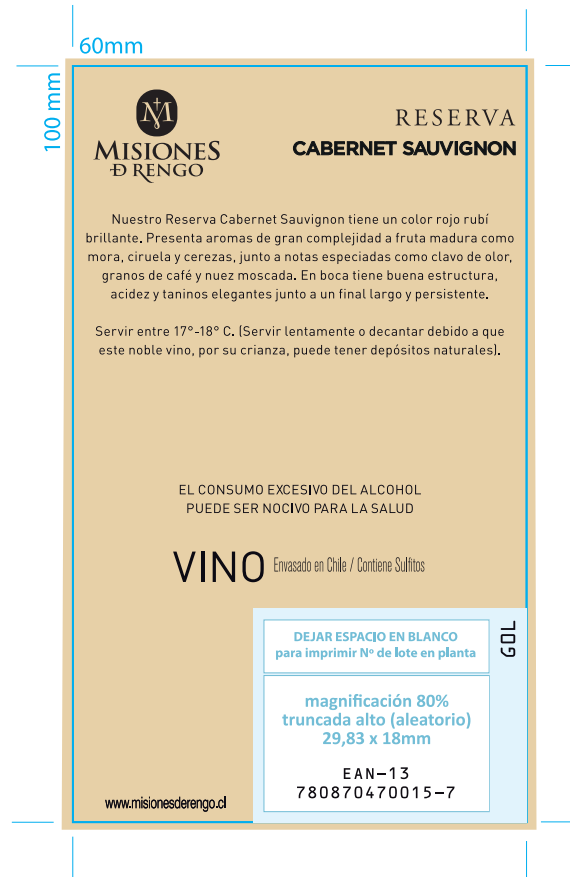 60mm
100 mm
M
MISIONES
D RENGO
RESERVA
CABERNET SAUVIGNON
Nuestro Reserva Cabernet Sauvignon tiene un color rojo rubí
brillante. Presenta aromas de gran complejidad a fruta madura como
mora, ciruela y cerezas, junto a notas especiadas como clavo de olor,
granos de café y nuez moscada. En boca tiene buena estructura,
acidez y taninos elegantes junto a un final largo y persistente.
Servir entre 17°-18° C. (Servir lentamente o decantar debido a que
este noble vino, por su crianza, puede tener depósitos naturales).
EL CONSUMO EXCESIVO DEL ALCOHOL
PUEDE SER NOCIVO PARA LA SALUD
VINO Envasado en Chile / Contiene Sulfitos
GOL
DEJAR ESPACIO EN BLANCO
para imprimir Nº de lote en planta
magnificación 80%
truncada alto (aleatorio)
29,83 x 18mm
EAN-13
780870470015-7
www.misionesderengo.cl